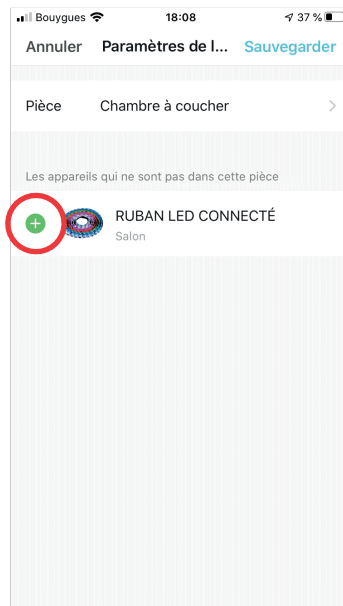 Bouygues 18:08 37 %
Annuler Paramètres de l... Sauvegarder
Pièce Chambre à coucher
Les appareils qui ne sont pas dans cette pièce
RUBAN LED CONNECTÉ
Salon